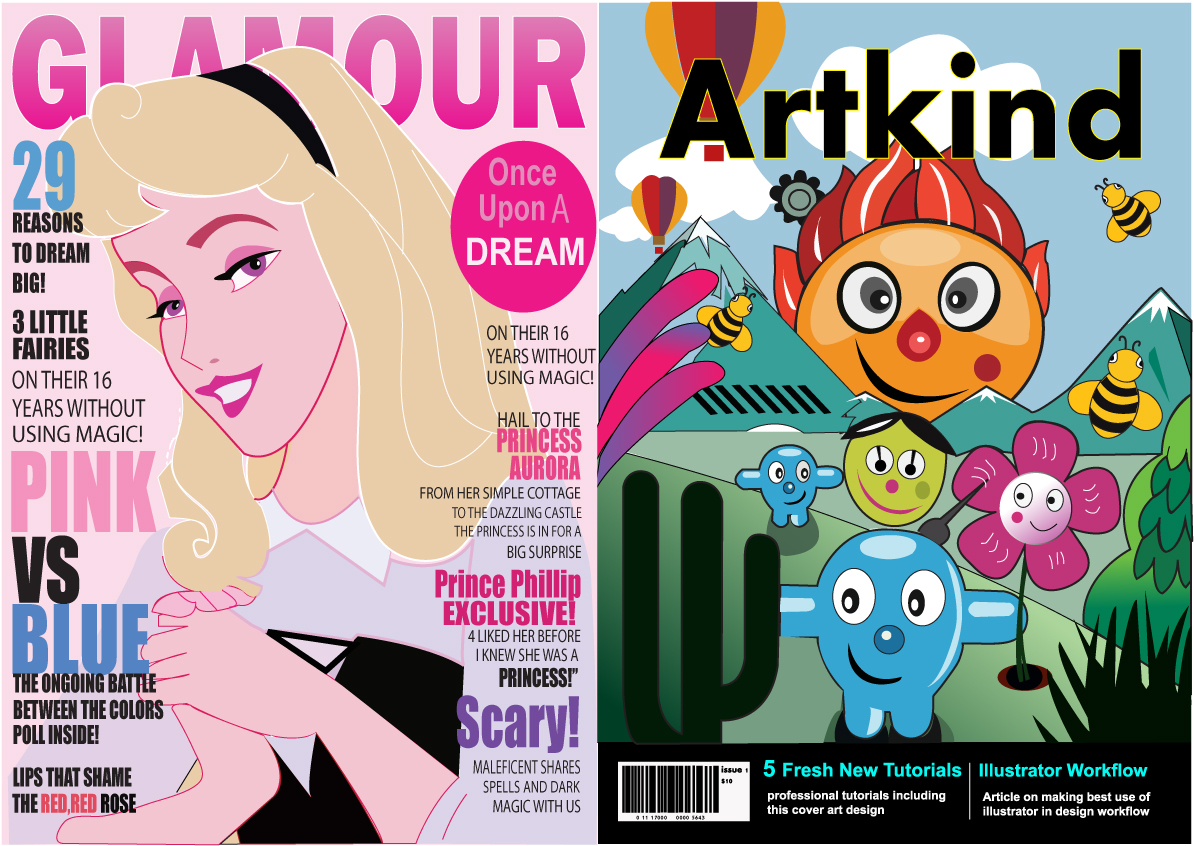 GLAMOUR
29
REASONS
TO DREAM
BIG!
3 LITTLE
FAIRIES
ON THEIR 16
YEARS WITHOUT
USING MAGIC!
PINK
VS
BLUE
THE ONGOING BATTLE
BETWEEN THE COLORS
POLL INSIDE!
LIPS THAT SHAME
THE RED,RED ROSE
Once
Upon A
DREAM
ON THEIR 16
YEARS WITHOUT
USING MAGIC!
HAIL TO THE
PRINCESS
AURORA
FROM HER SIMPLE COTTAGE
TO THE DAZZLING CASTLE
THE PRINCESS IS IN FOR A
BIG SURPRISE
Prince Phillip
EXCLUSIVE!
4 LIKED HER BEFORE
I KNEW SHE WAS A
PRINCESS!”
Scary!
MALEFICENT SHARES
SPELLS AND DARK
MAGIC WITH US
Artkind
issue 1
$10
0 11 17000 0000 5643
5 Fresh New Tutorials
professional tutorials including
this cover art design
Illustrator Workflow
Article on making best use of
illustrator in design workflow